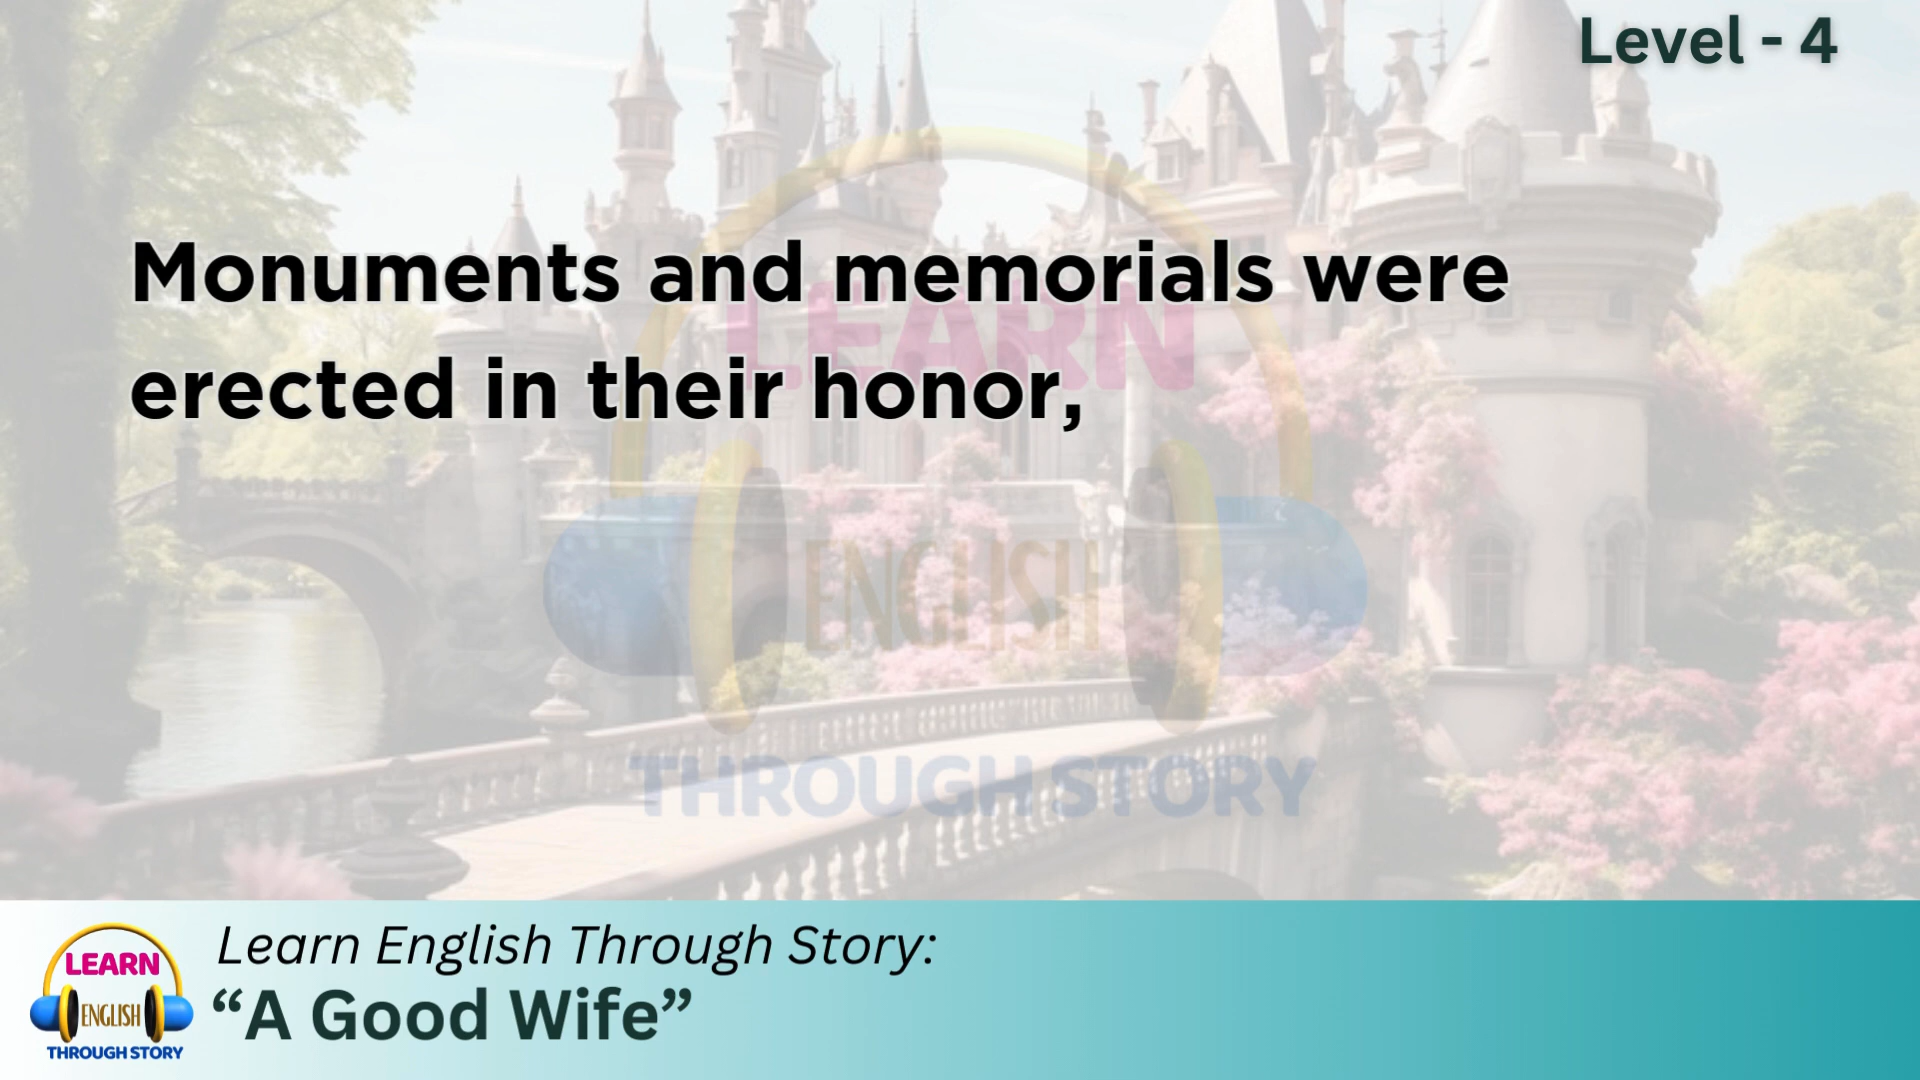 Level - 4
Monuments and memorials were
erected in their honor,
LEARN
ENGLISH
THROUGH STORY
Learn English Through Story:
“A Good Wife”
LEARN
ENGLISH
THROUGH STORY